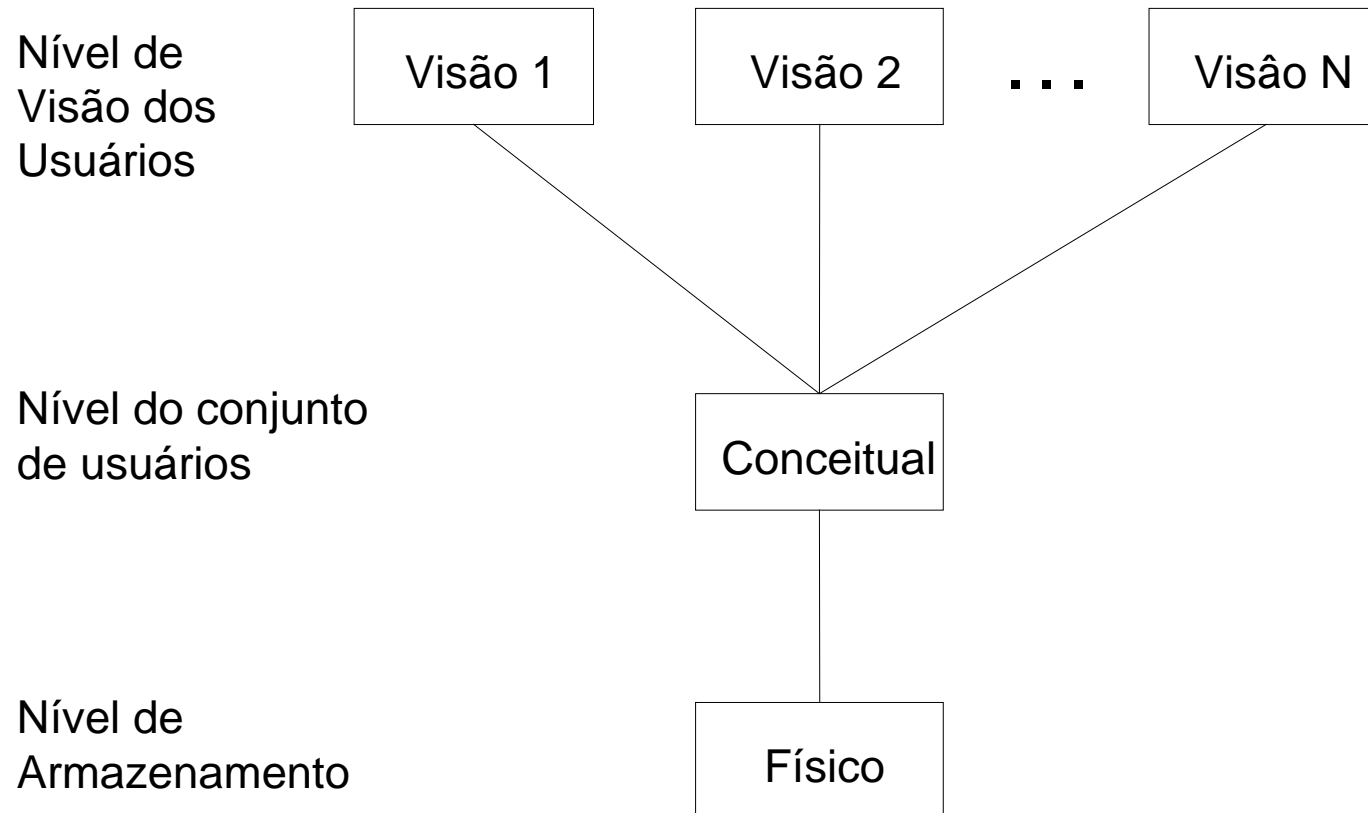 Nível de
Visão dos
Usuários
Visão 1
Visão 2
. . .
Visâo N
Nível do conjunto
de usuários
Conceitual
Nível de
Armazenamento
Físico